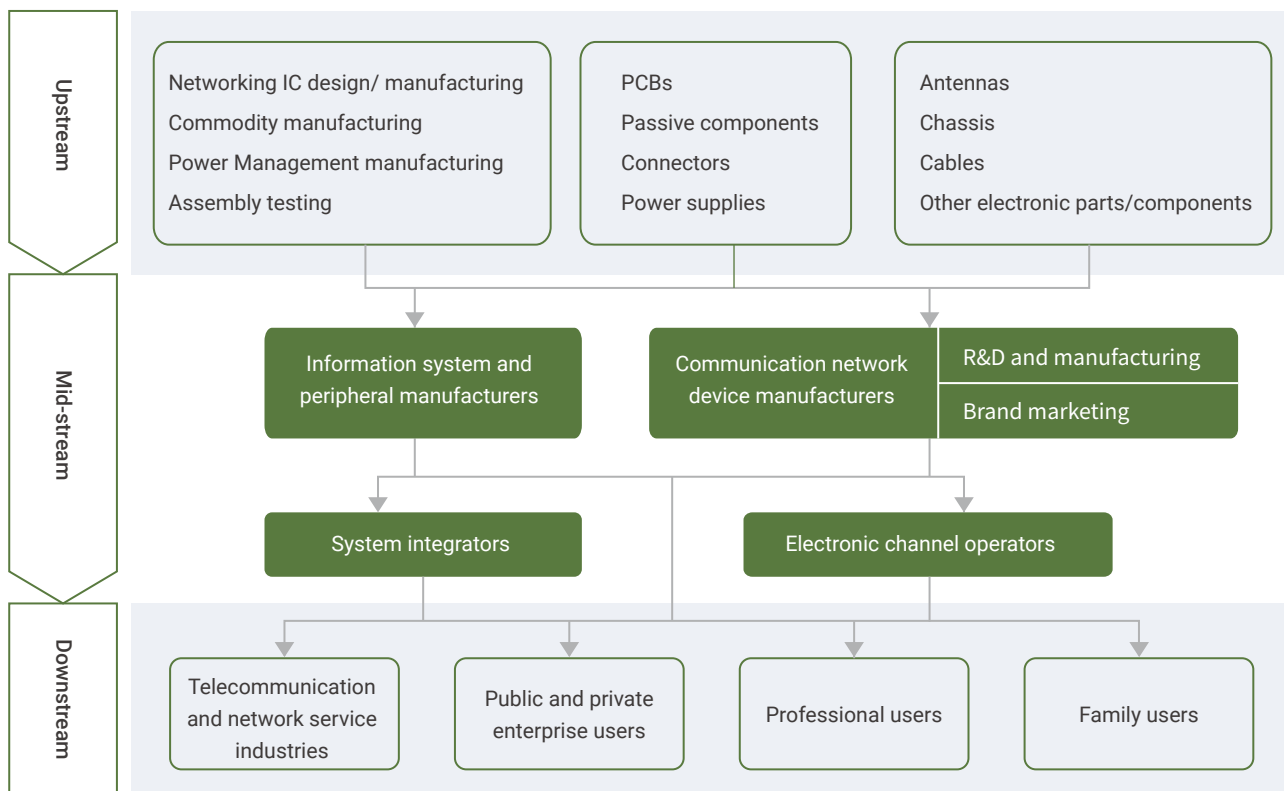 Upstream
Networking IC design/ manufacturing
Commodity manufacturing
Power Management manufacturing
Assembly testing
PCBs
Passive components
Connectors
Power supplies
Antennas
Chassis
Cables
Other electronic parts/components
Mid-stream
Information system and
peripheral manufacturers
Communication network
device manufacturers
R&D and manufacturing
Brand marketing
System integrators
Electronic channel operators
Downstream
Telecommunication
and network service
industries
Public and private
enterprise users
Professional users
Family users